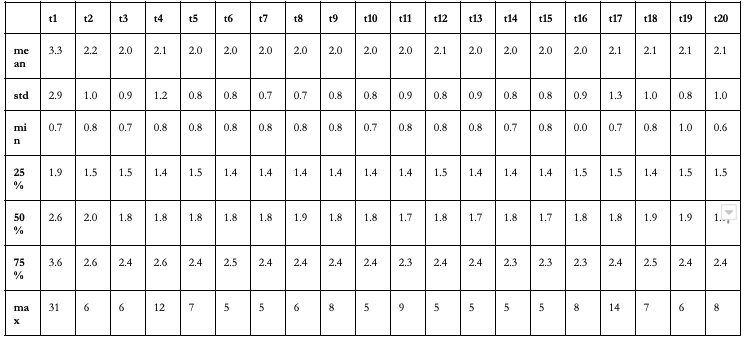 t1 t2 t3 t4 t5 t6 t7 t8 t9 t10 t11 t12 t13 t14 t15 t16 t17 t18 t19 t20
me 3.3 2.2 2.0 2.1 2.0 2.0 2.0 2.0 2.0 2.0 2.0 2.1 2.0 2.0 2.0 2.0 2.1 2.1 2.1 2.1
an
std 2.9 1.0 0.9 1.2 0.8 0.8 0.7 0.7 0.8 0.8 0.9 0.8 0.9 0.8 0.8 0.9 1.3 1.0 0.8 1.0
mi 0.7 0.8 0.7 0.8 0.8 0.8 0.8 0.8 0.8 0.7 0.8 0.8 0.8 0.7 0.8 0.0 0.7 0.8 1.0 0.6
n
25 1.9 1.5 1.5 1.4 1.5 1.4 1.4 1.4 1.4 1.4 1.4 1.5 1.4 1.4 1.4 1.5 1.5 1.4 1.5 1.5
%
50 2.6 2.0 1.8 1.8 1.8 1.8 1.8 1.9 1.8 1.8 1.7 1.8 1.7 1.8 1.7 1.8 1.8 1.9 1.9
%
75 3.6 2.6 2.4 2.6 2.4 2.5 2.4 2.4 2.4 2.4 2.3 2.4 2.4 2.3 2.3 2.3 2.4 2.5 2.4 2.4
%
ma 31 6 6 12 7 5 5 6 8 5 9 5 5 5 5 8 14 7 6 8
x